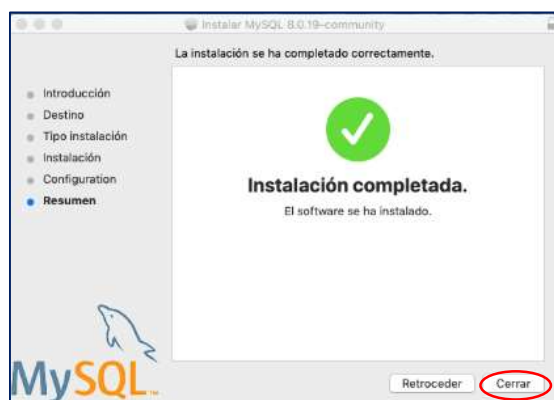 Instalar MySQL 8.0.19-community
La instalación se ha completado correctamente.
Introducción
Destino
Tipo instalación
Instalación
Configuration
Resumen
Instalación completada.
El software se ha instalado.
MySQL
Retroceder
Cerrar